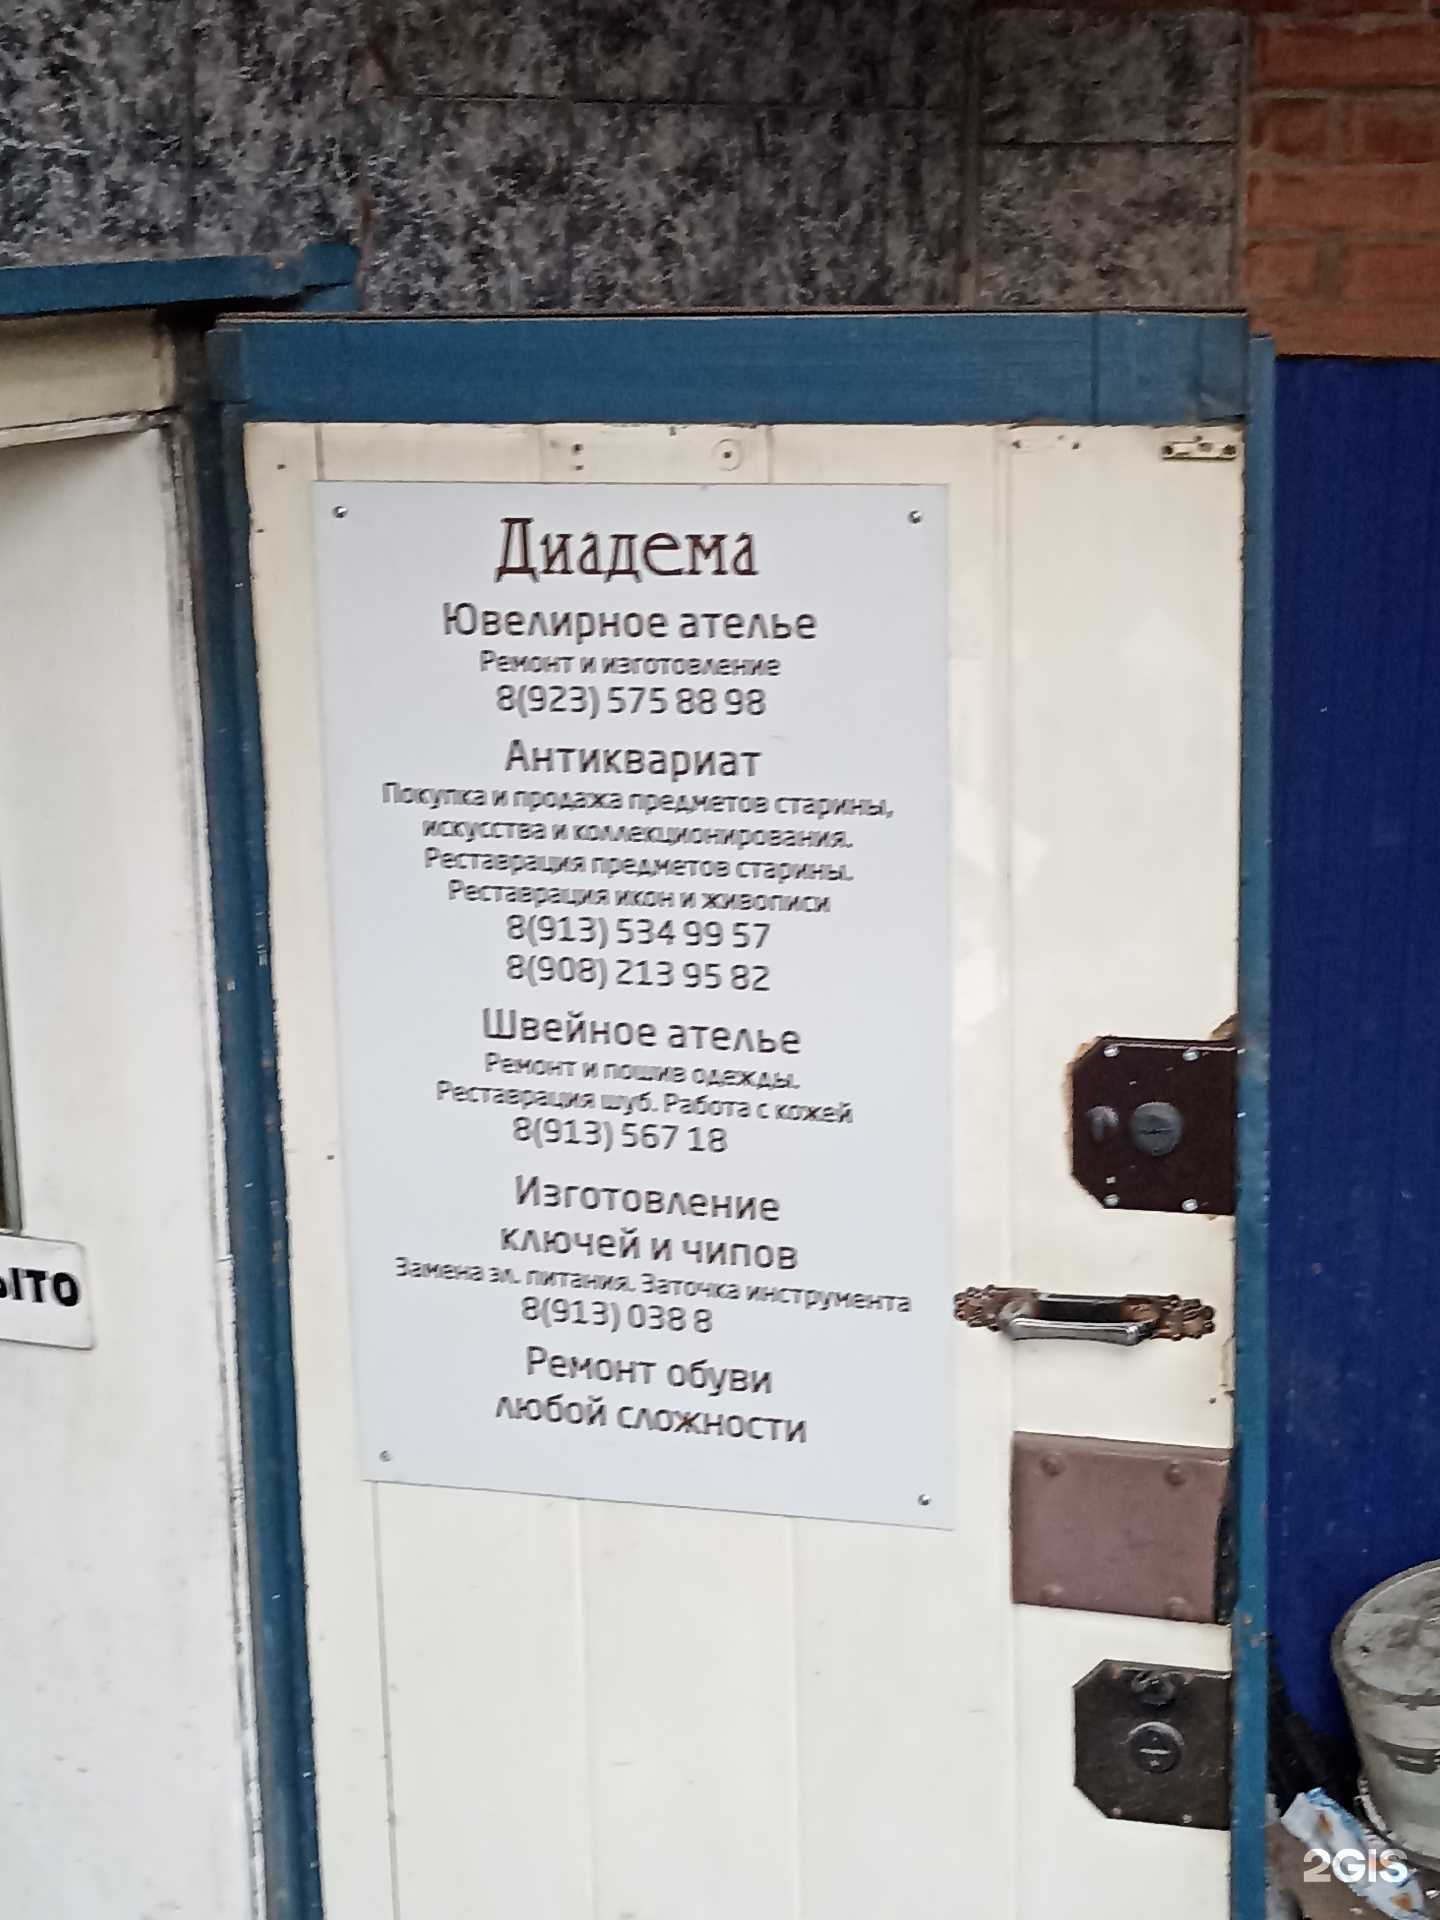 Диадема
Ювелирное ателье
Ремонт и изготовление
8(923) 575 88 98
Антиквариат
Покупка и продажа предметов старины,
искусства и коллекционирования.
Реставрация предметов старины.
Реставрация икон и живописи
8(913) 534 99 57
8(908) 213 95 82
Швейное ателье
Ремонт и пошив одежды.
Реставрация шуб. Работа с кожей
8(913) 567 18
Изготовление
ключей и чипов
Замена эл. питания. Заточка инструмента
8(913) 038 8
Ремонт обуви
любой сложности
ЫТО
2GIS